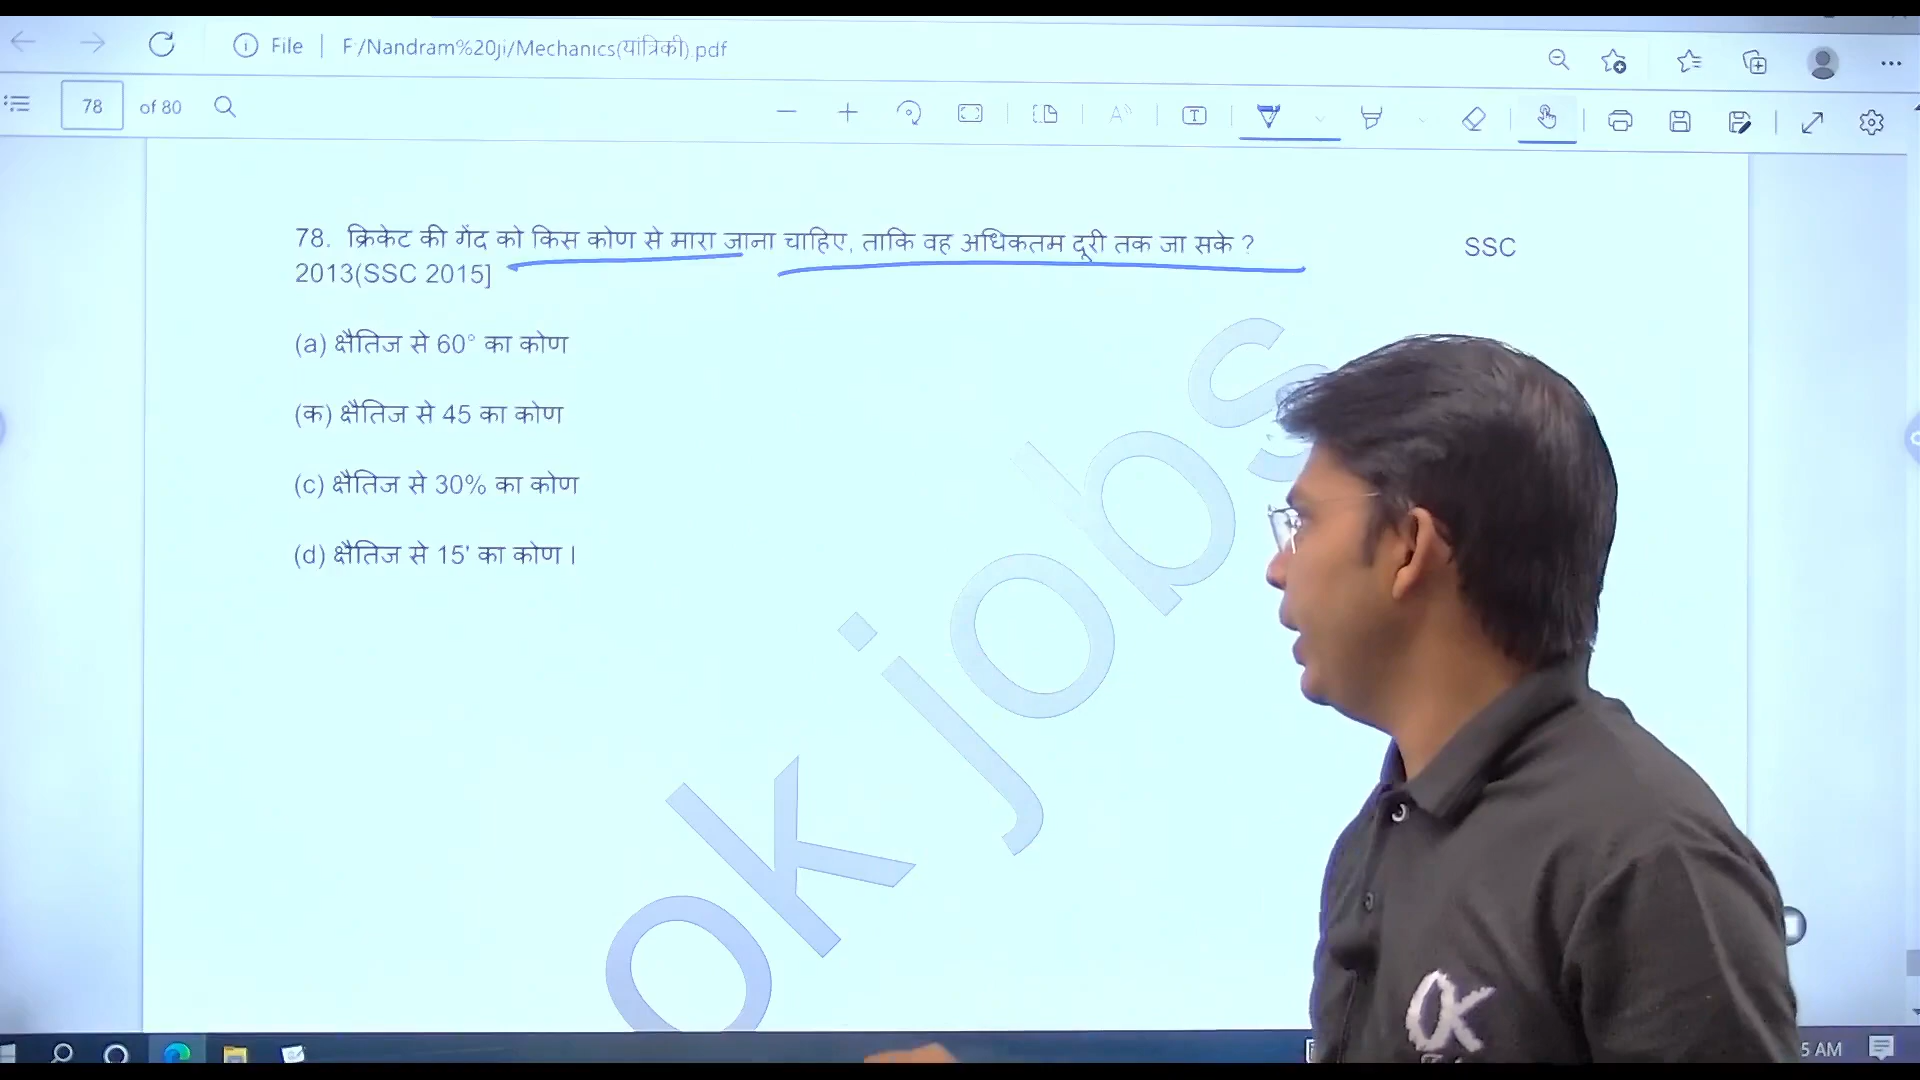 File | F:/Nandram%20ji/Mechanics(यांत्रिकी).pdf
78 of 80
78. क्रिकेट की गेंद को किस कोण से मारा जाना चाहिए, ताकि वह अधिकतम दूरी तक जा सके ? SSC
2013(SSC 2015]
(a) क्षैतिज से 60° का कोण
(क) क्षैतिज से 45 का कोण
(c) क्षैतिज से 30% का कोण
(d) क्षैतिज से 15' का कोण ।
ok jobs
OK
5 AM